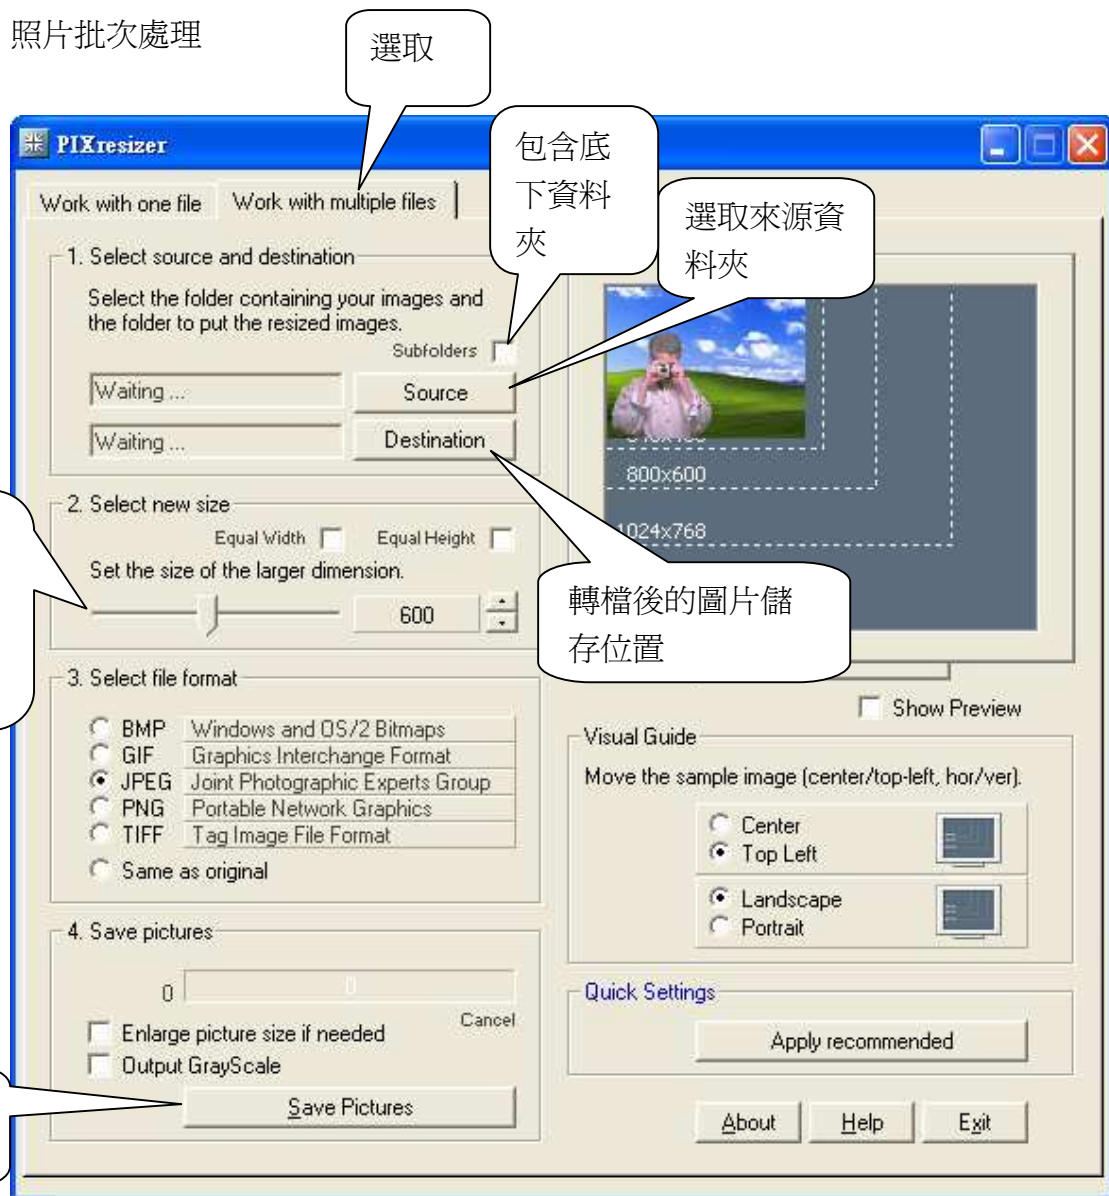 照片批次處理
選取
PIXresizer
包含底
下資料
夾
選取來源資
料夾
Work with one file
Work with multiple files
1. Select source and destination
Select the folder containing your images and
the folder to put the resized images.
Subfolders
Waiting ...
Source
Waiting ...
Destination
2. Select new size
Equal Width
Equal Height
Set the size of the larger dimension.
600
轉檔後的圖片儲
存位置
3. Select file format
BMP Windows and OS/2 Bitmaps
GIF Graphics Interchange Format
JPEG Joint Photographic Experts Group
PNG Portable Network Graphics
TIFF Tag Image File Format
Same as original
4. Save pictures
0
0
Cancel
Enlarge picture size if needed
Output GrayScale
Save Pictures
800x600
1024x768
Show Preview
Visual Guide
Move the sample image (center/top-left, hor/ver).
Center
Top Left
Landscape
Portrait
Quick Settings
Apply recommended
About
Help
Exit